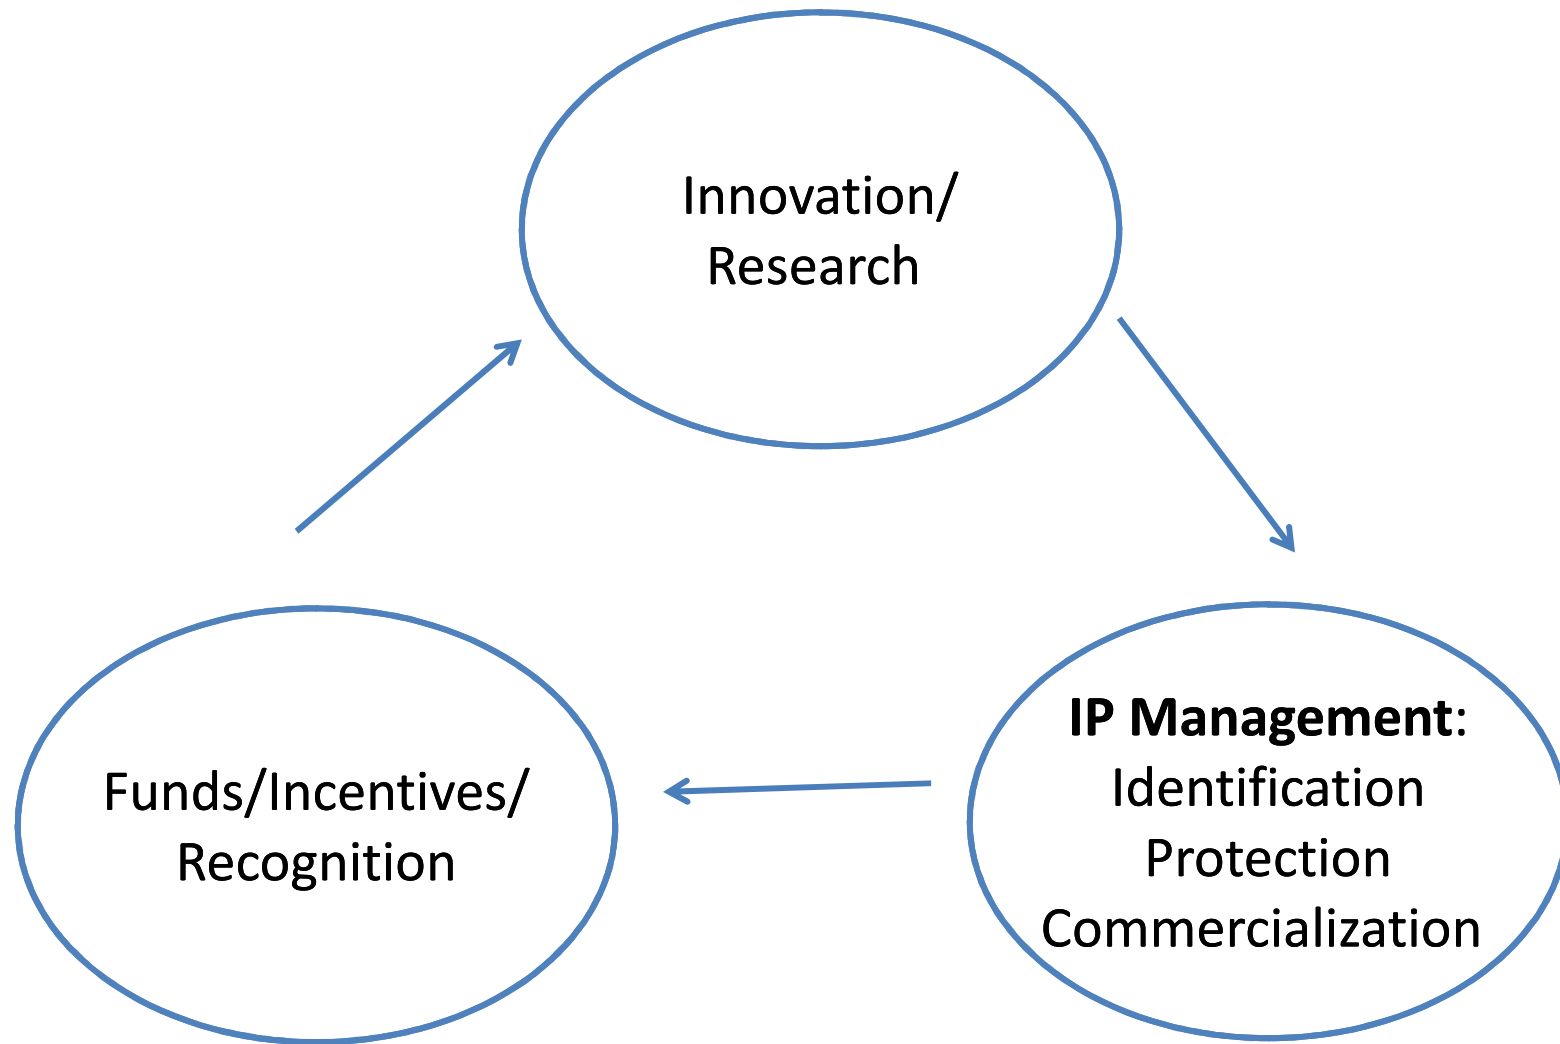 Innovation/
Research
IP Management:
Identification
Protection
Commercialization
Funds/Incentives/
Recognition